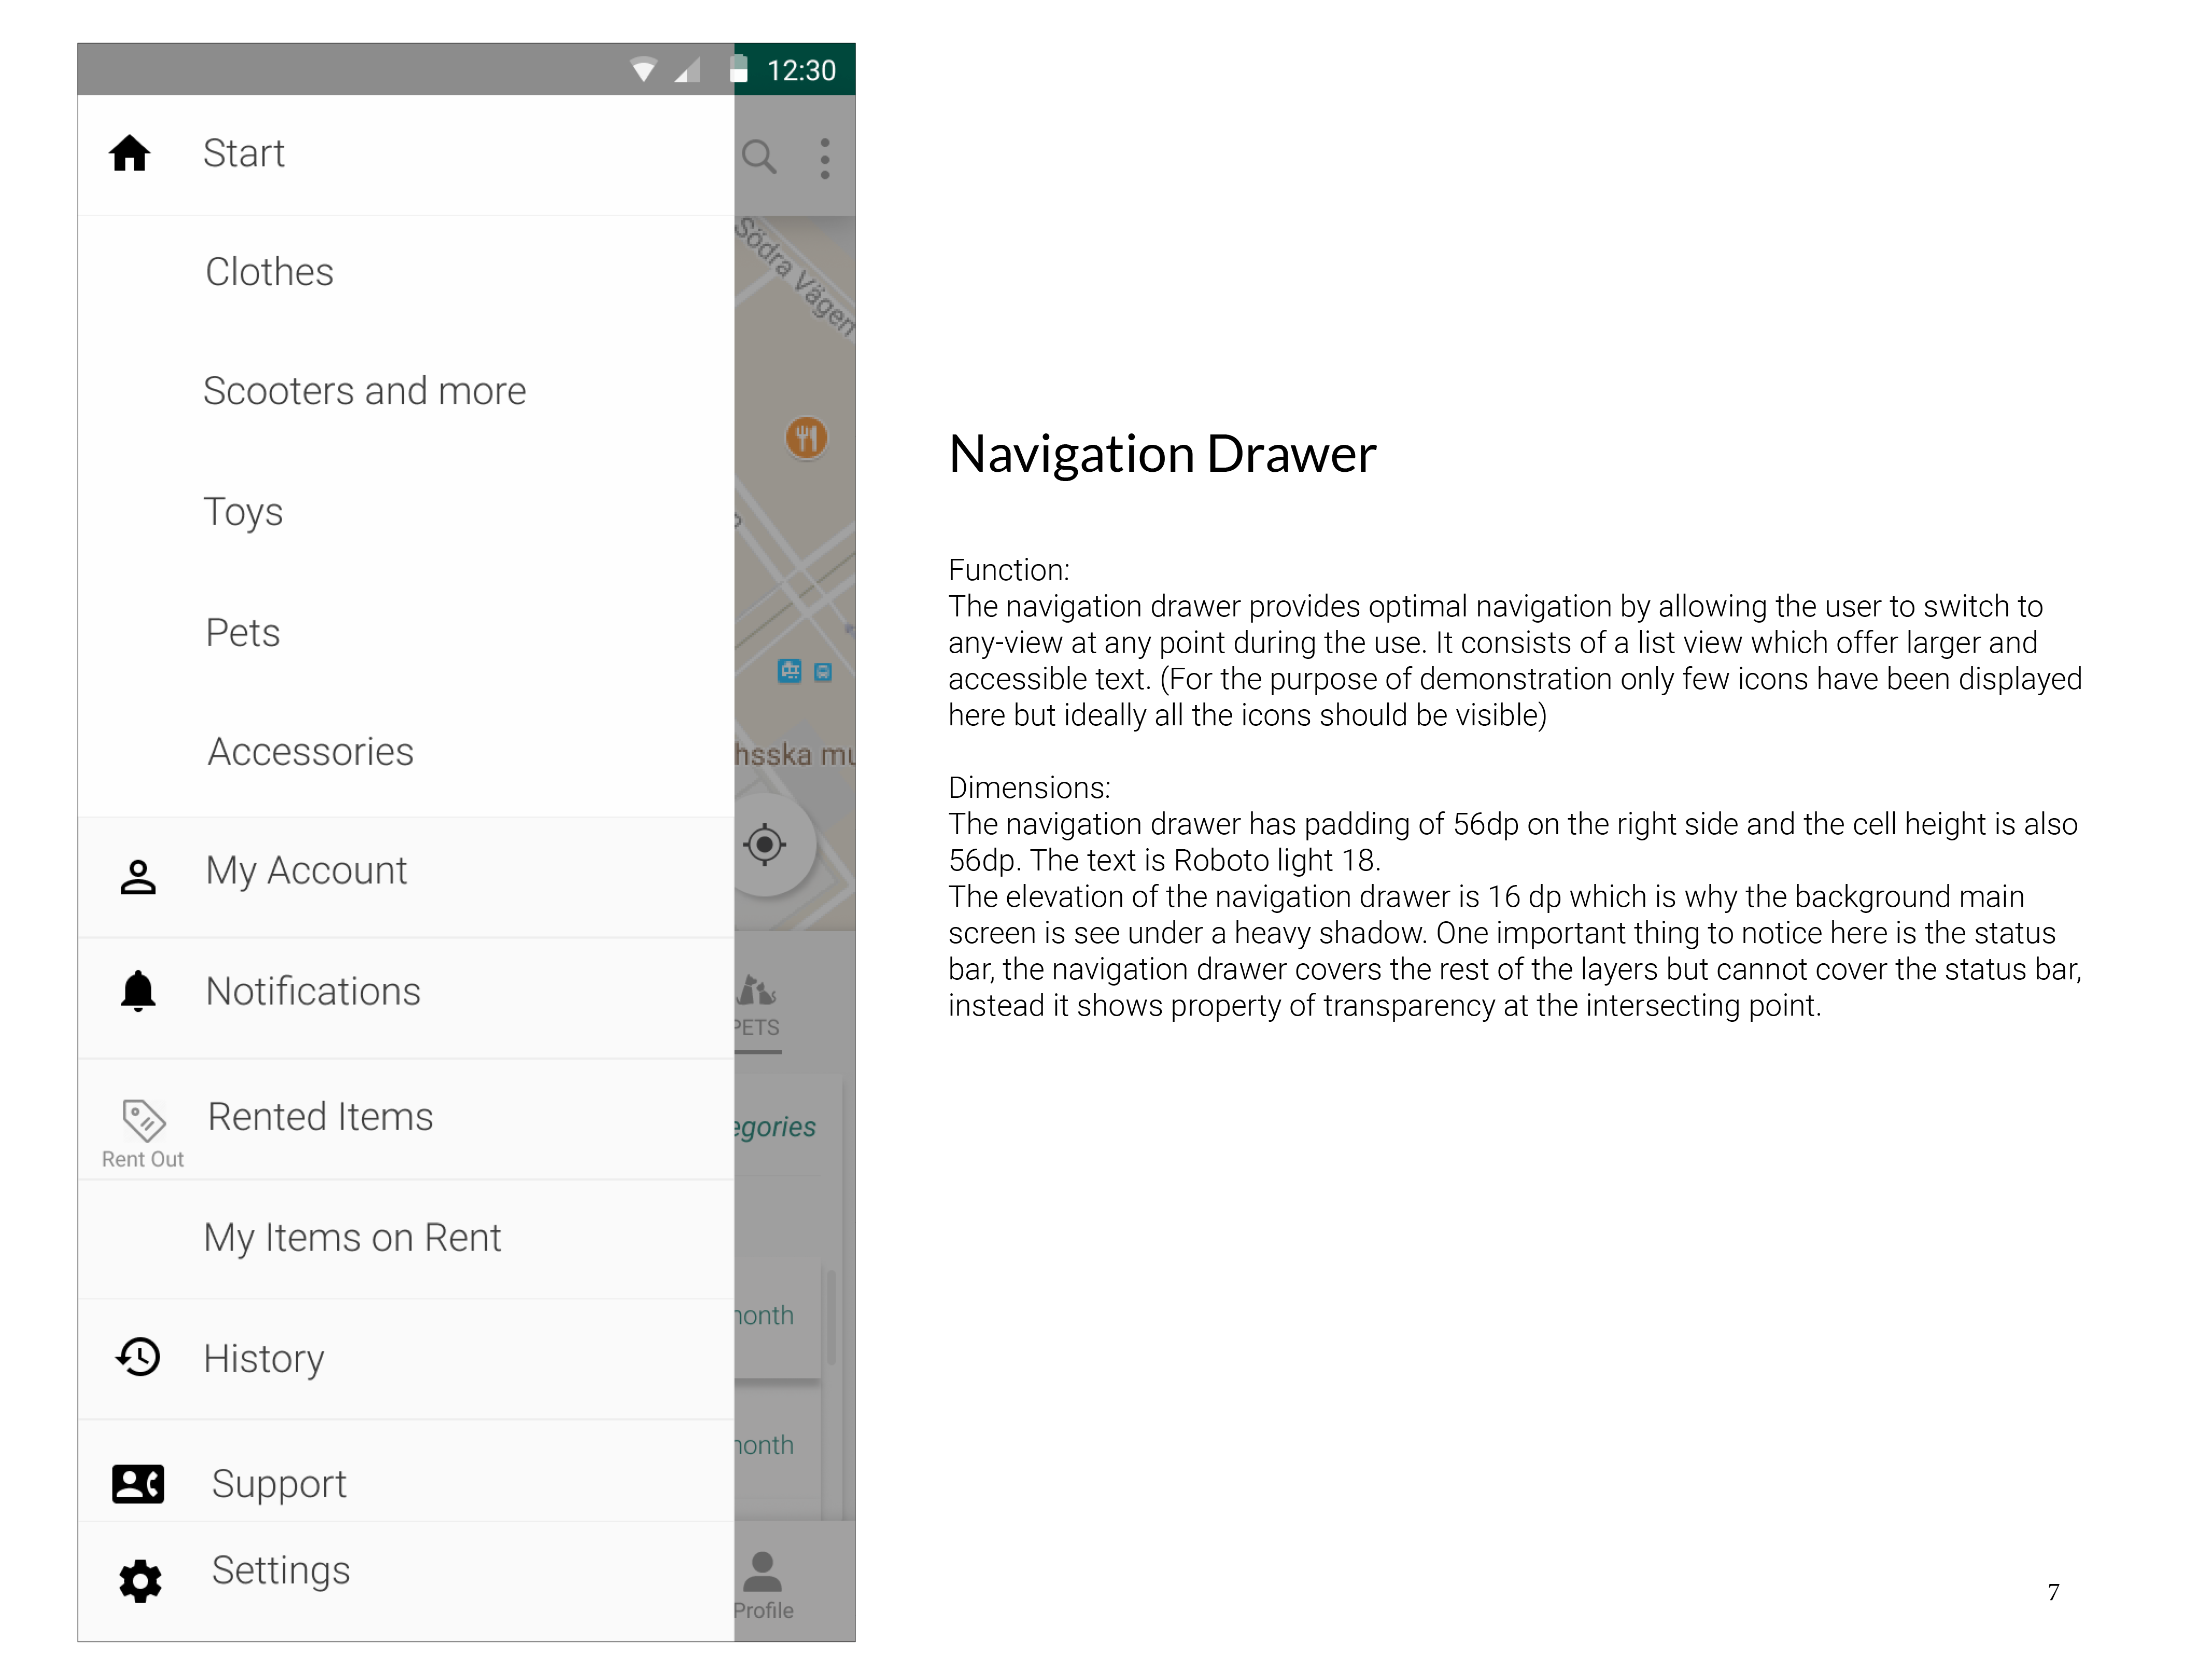 12:30
Start
Clothes
Scooters and more
Toys
Pets
Accessories
My Account
Notifications
Rented Items
Rent Out
My Items on Rent
History
Support
Settings
Södra Vägen
hsska mu
PETS
egories
month
month
Profile
Navigation Drawer
Function:
The navigation drawer provides optimal navigation by allowing the user to switch to
any-view at any point during the use. It consists of a list view which offer larger and
accessible text. (For the purpose of demonstration only few icons have been displayed
here but ideally all the icons should be visible)
Dimensions:
The navigation drawer has padding of 56dp on the right side and the cell height is also
56dp. The text is Roboto light 18.
The elevation of the navigation drawer is 16 dp which is why the background main
screen is see under a heavy shadow. One important thing to notice here is the status
bar, the navigation drawer covers the rest of the layers but cannot cover the status bar,
instead it shows property of transparency at the intersecting point.
7